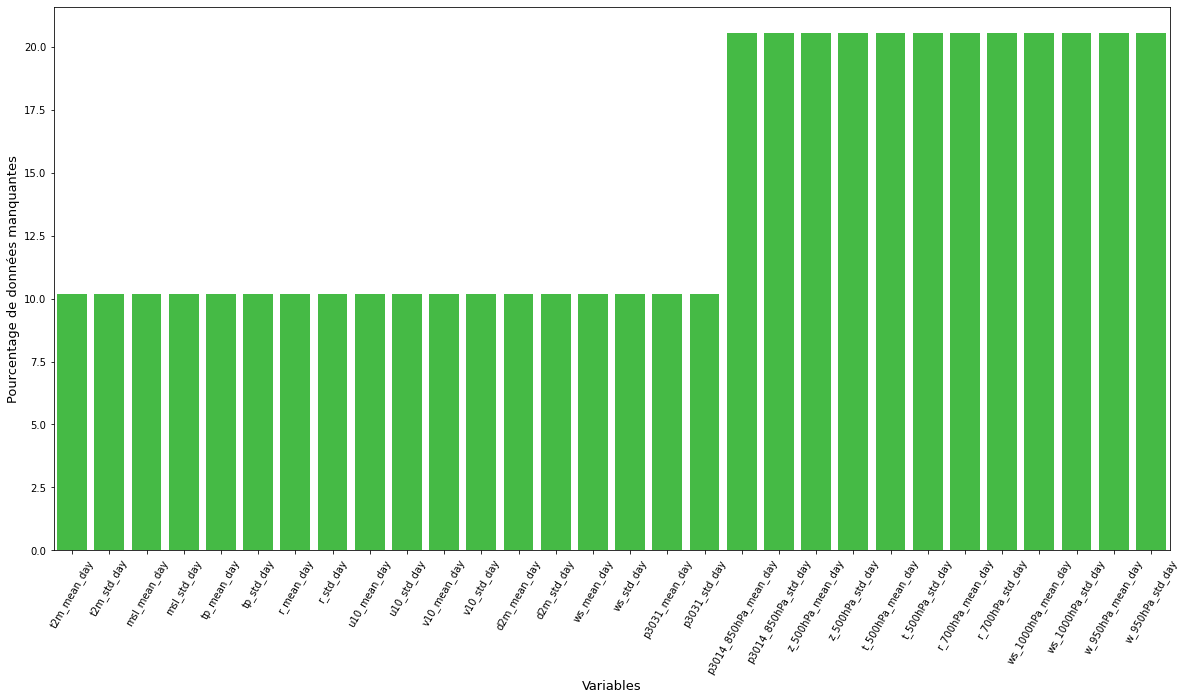 Pourcentage de données manquantes
20.0
17.5
15.0
12.5
10.0
7.5
5.0
2.5
0.0
t2m_mean_day
t2m_std_day
msl_mean_day
msl_std_day
tp_mean_day
tp_std_day
r_mean_day
r_std_day
u10_mean_day
u10_std_day
v10_mean_day
v10_std_day
d2m_mean_day
d2m_std_day
ws_mean_day
ws_std_day
p3031_mean_day
p3031_std_day
p3014_850hPa_mean_day
p3014_850hPa_std_day
z_500hPa_mean_day
z_500hPa_std_day
t_500hPa_mean_day
t_500hPa_std_day
r_700hPa_mean_day
r_700hPa_std_day
ws_1000hPa_mean_day
ws_1000hPa_std_day
w_950hPa_mean_day
w_950hPa_std_day
Variables